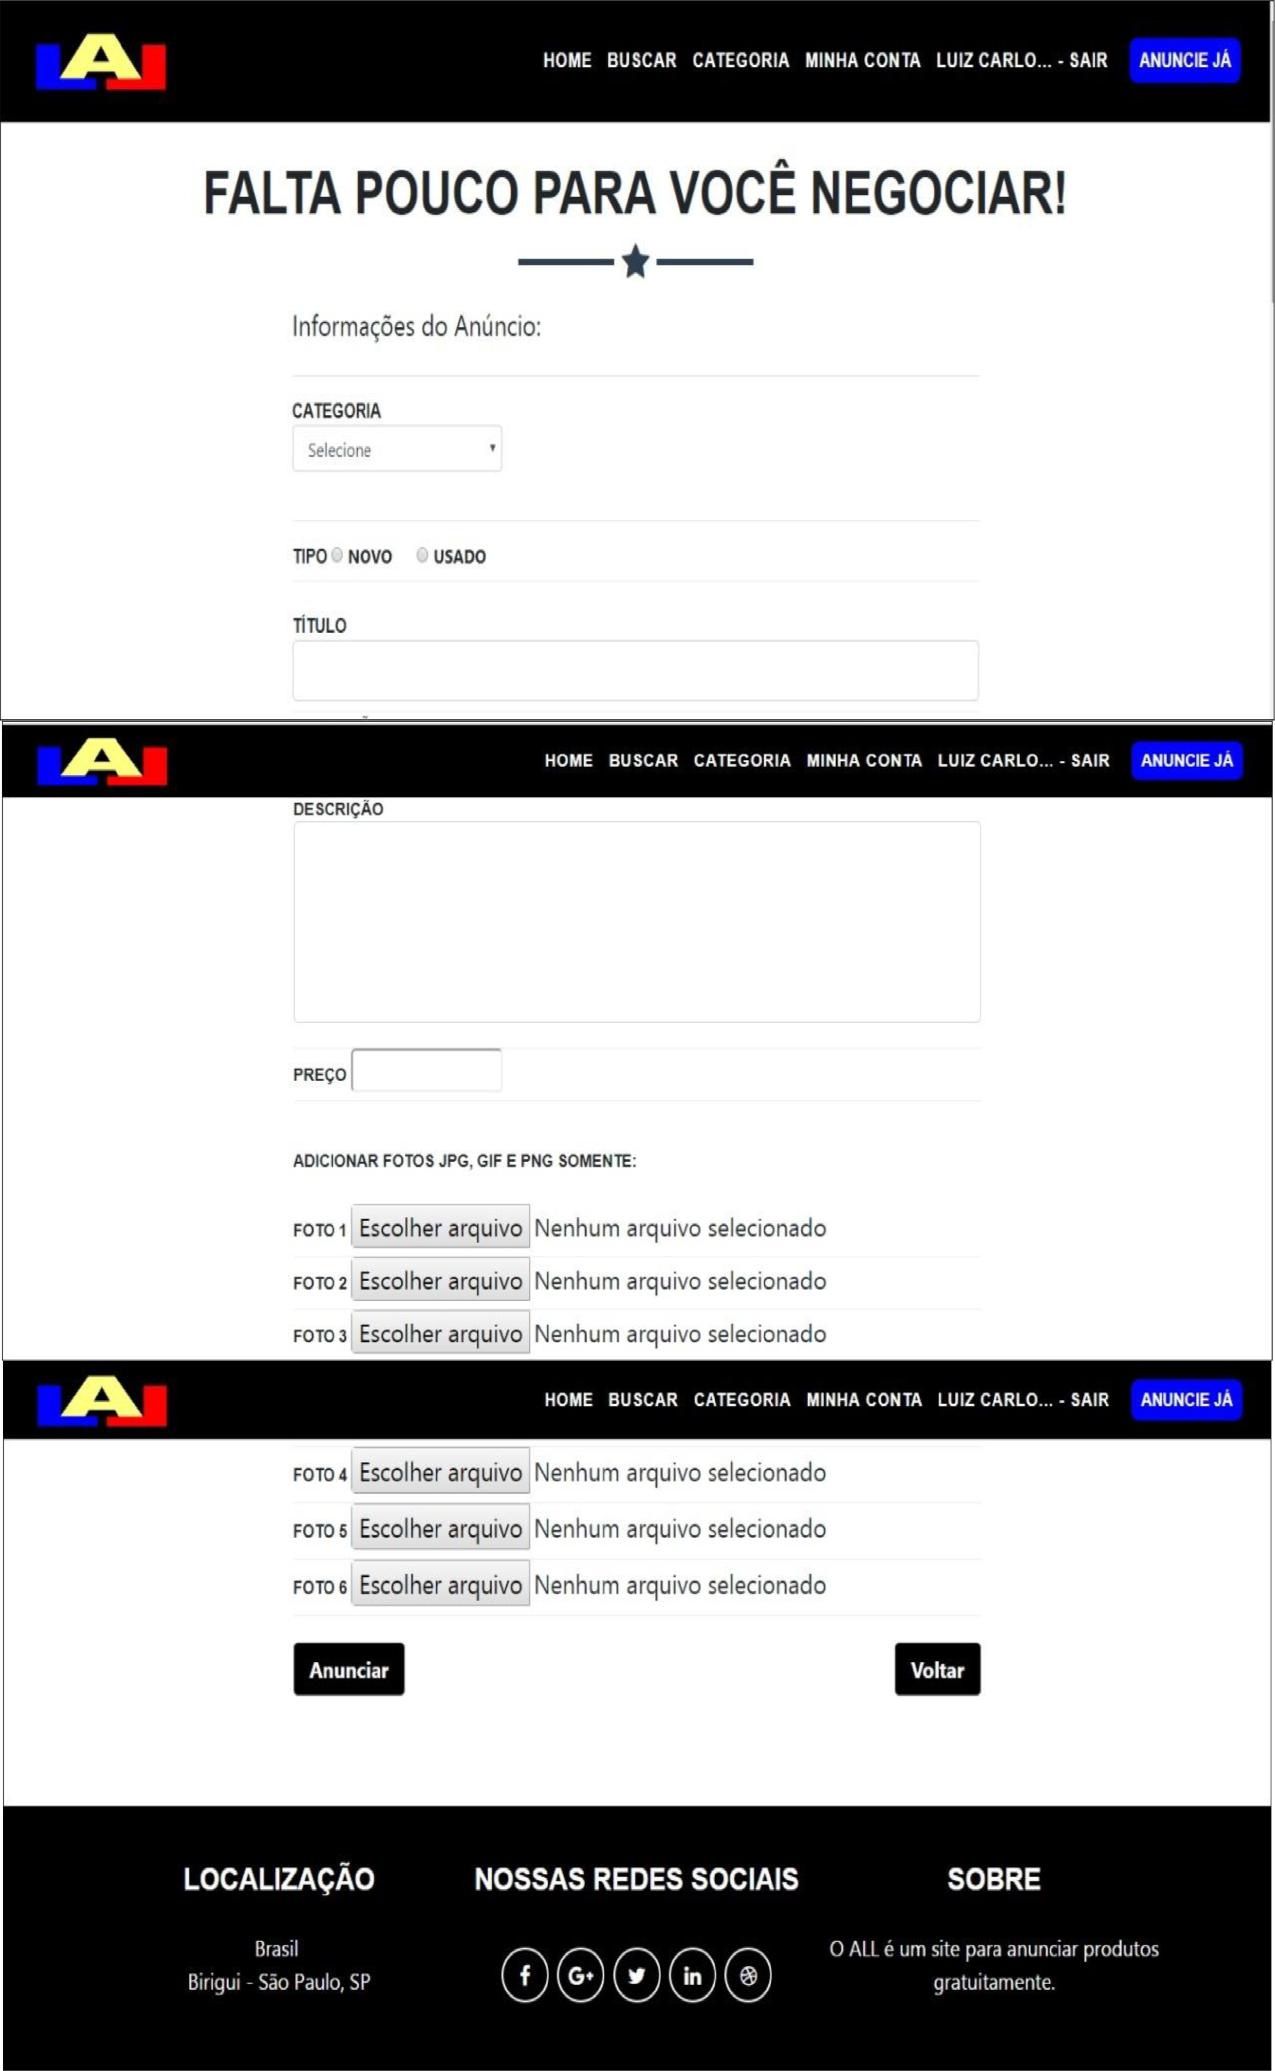 HOME BUSCAR CATEGORIA MINHA CONTA LUIZ CARLO... - SAIR ANUNCIE JÁ
FALTA POUCO PARA VOCÊ NEGOCIAR!
Informações do Anúncio:
CATEGORIA
Selecione
TIPO NOVO USADO
TÍTULO
HOME BUSCAR CATEGORIA MINHA CONTA LUIZ CARLO... - SAIR ANUNCIE JÁ
DESCRIÇÃO
PREÇO
ADICIONAR FOTOS JPG, GIF E PNG SOMENTE:
FOTO 1 Escolher arquivo Nenhum arquivo selecionado
FOTO 2 Escolher arquivo Nenhum arquivo selecionado
FOTO 3 Escolher arquivo Nenhum arquivo selecionado
HOME BUSCAR CATEGORIA MINHA CONTA LUIZ CARLO... - SAIR ANUNCIE JÁ
FOTO 4 Escolher arquivo Nenhum arquivo selecionado
FOTO 5 Escolher arquivo Nenhum arquivo selecionado
FOTO 6 Escolher arquivo Nenhum arquivo selecionado
Anunciar Voltar
LOCALIZAÇÃO
Brasil
Birigui - São Paulo, SP
NOSSAS REDES SOCIAIS
f G+ in
SOBRE
O ALL é um site para anunciar produtos
gratuitamente.